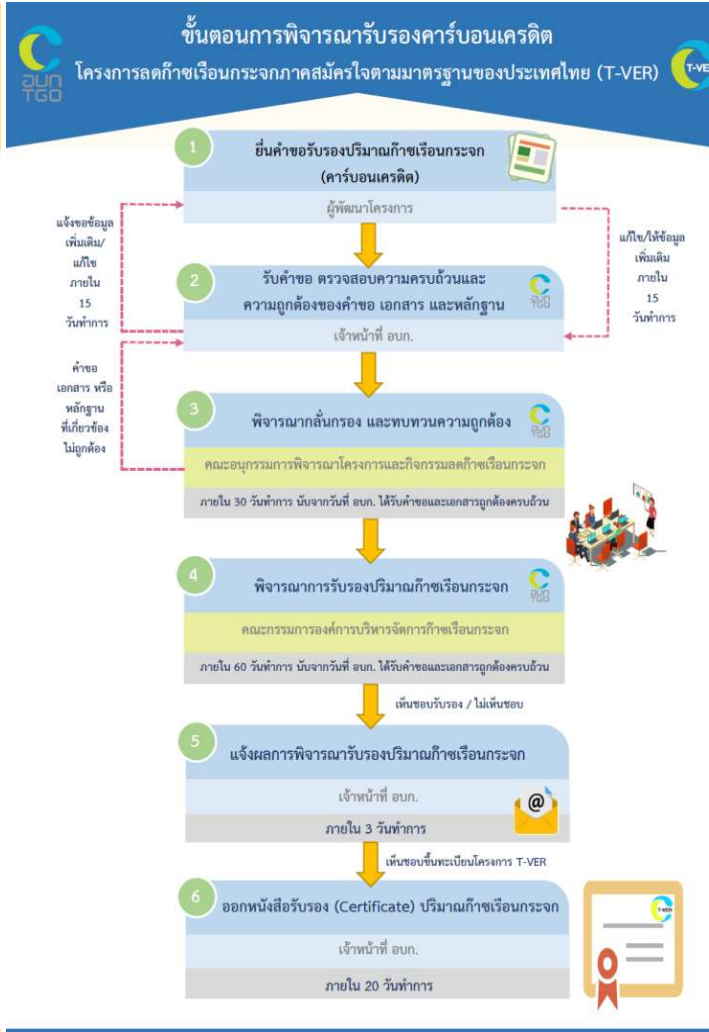 ขั้นตอนการพิจารณารับรองคาร์บอนเครดิต
โครงการลดก๊าซเรือนกระจกภาคสมัครใจตามมาตรฐานของประเทศไทย (T-VER)
อบก
TGO
T-VE
1
ยื่นคำขอรับรองปริมาณก๊าซเรือนกระจก
(คาร์บอนเครดิต)
ผู้พัฒนาโครงการ
แจ้งขอข้อมูล
เพิ่มเติม/
แก้ไข
ภายใน
15
วันทำการ
แก้ไข/ให้ข้อมูล
เพิ่มเติม
ภายใน
15
วันทำการ
2
รับคำขอ ตรวจสอบความครบถ้วนและ
ความถูกต้องของคำขอ เอกสาร และหลักฐาน
เจ้าหน้าที่ อบก.
คำขอ
เอกสาร หรือ
หลักฐาน
ที่เกี่ยวข้อง
ไม่ถูกต้อง
3
พิจารณากลั่นกรอง และทบทวนความถูกต้อง
คณะอนุกรรมการพิจารณาโครงการและกิจกรรมลดก๊าซเรือนกระจก
ภายใน 30 วันทำการ นับจากวันที่ อบก. ได้รับคำขอและเอกสารถูกต้องครบถ้วน
4
พิจารณาการรับรองปริมาณก๊าซเรือนกระจก
คณะกรรมการองค์การบริหารจัดการก๊าซเรือนกระจก
ภายใน 60 วันทำการ นับจากวันที่ อบก. ได้รับคำขอและเอกสารถูกต้องครบถ้วน
เห็นชอบรับรอง / ไม่เห็นชอบ
5
แจ้งผลการพิจารณารับรองปริมาณก๊าซเรือนกระจก
เจ้าหน้าที่ อบก.
@
ภายใน 3 วันทำการ
เห็นชอบขึ้นทะเบียนโครงการ T-VER
6
ออกหนังสือรับรอง (Certificate) ปริมาณก๊าซเรือนกระจก
เจ้าหน้าที่ อบก.
ภายใน 20 วันทำการ
T-VER